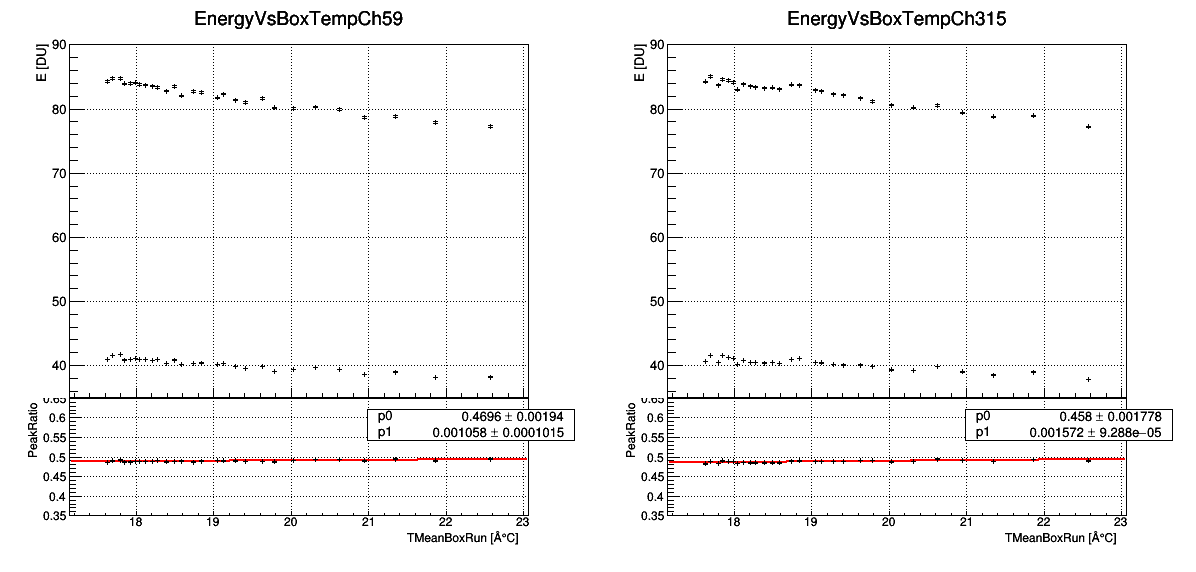 EnergyVsBoxTempCh59
E [DU]
90
80
70
60
50
40
PeakRatio
0.65
0.6
0.55
0.5
0.45
0.4
0.35
p0 0.4696 ± 0.00194
p1 0.001058 ± 0.0001015
18 19 20 21 22 23
TMeanBoxRun [Å°C]
EnergyVsBoxTempCh315
E [DU]
90
80
70
60
50
40
PeakRatio
0.65
0.6
0.55
0.5
0.45
0.4
0.35
p0 0.458 ± 0.001778
p1 0.001572 ± 9.288e−05
18 19 20 21 22 23
TMeanBoxRun [Å°C]